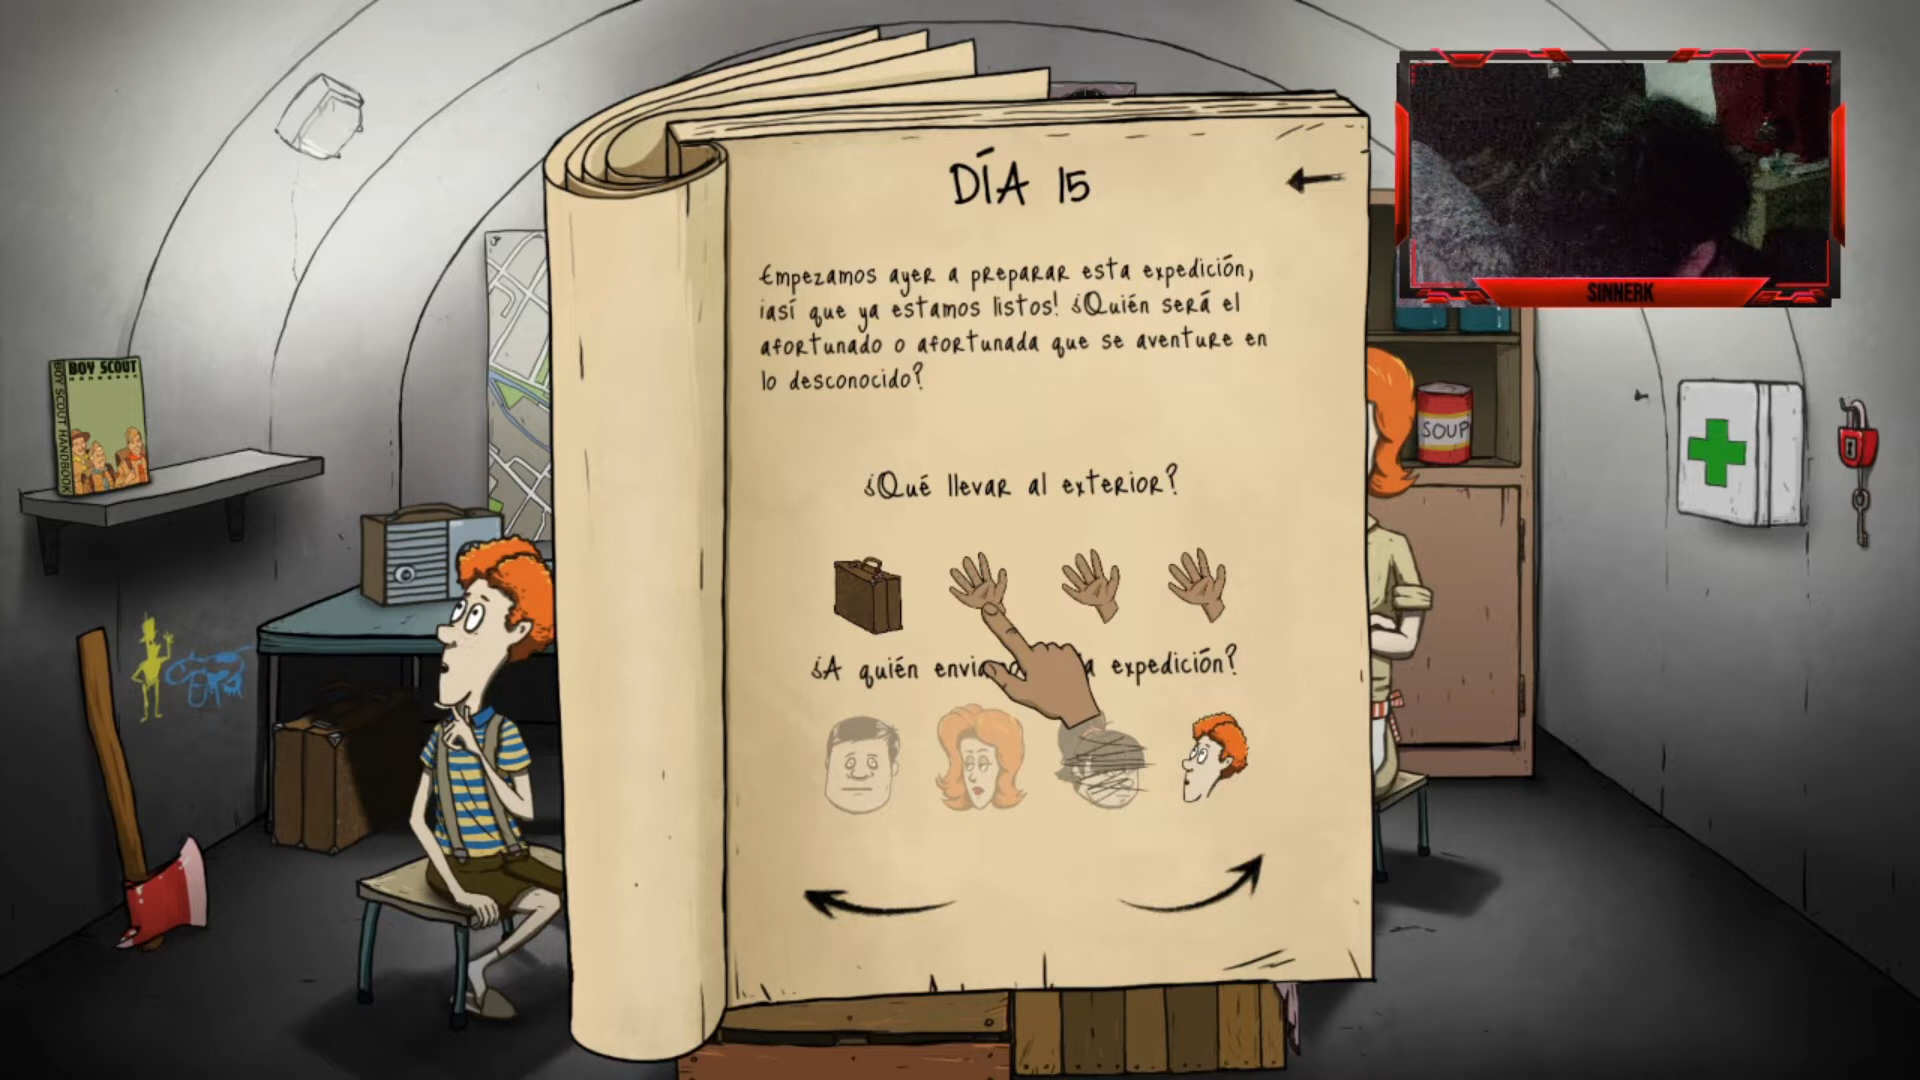 DÍA 15
Empezamos ayer a preparar esta expedición,
¡así que ya estamos listos! ¿Quién será el
afortunado o afortunada que se aventure en
lo desconocido?
¿Qué llevar al exterior?
¿A quién expedición?
BOY SCOUT
BOY SCOUT HANDBOOK
SOUP
SINNERK